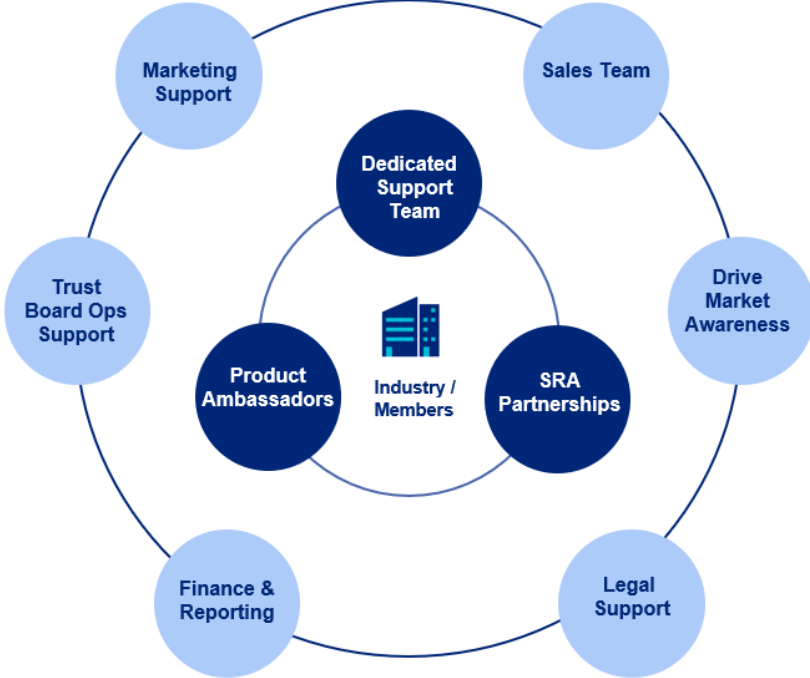 Marketing
Support
Sales Team
Dedicated
Support
Team
Trust
Board Ops
Support
Drive
Market
Awareness
Product
Ambassadors
Industry /
Members
SRA
Partnerships
Finance &
Reporting
Legal
Support